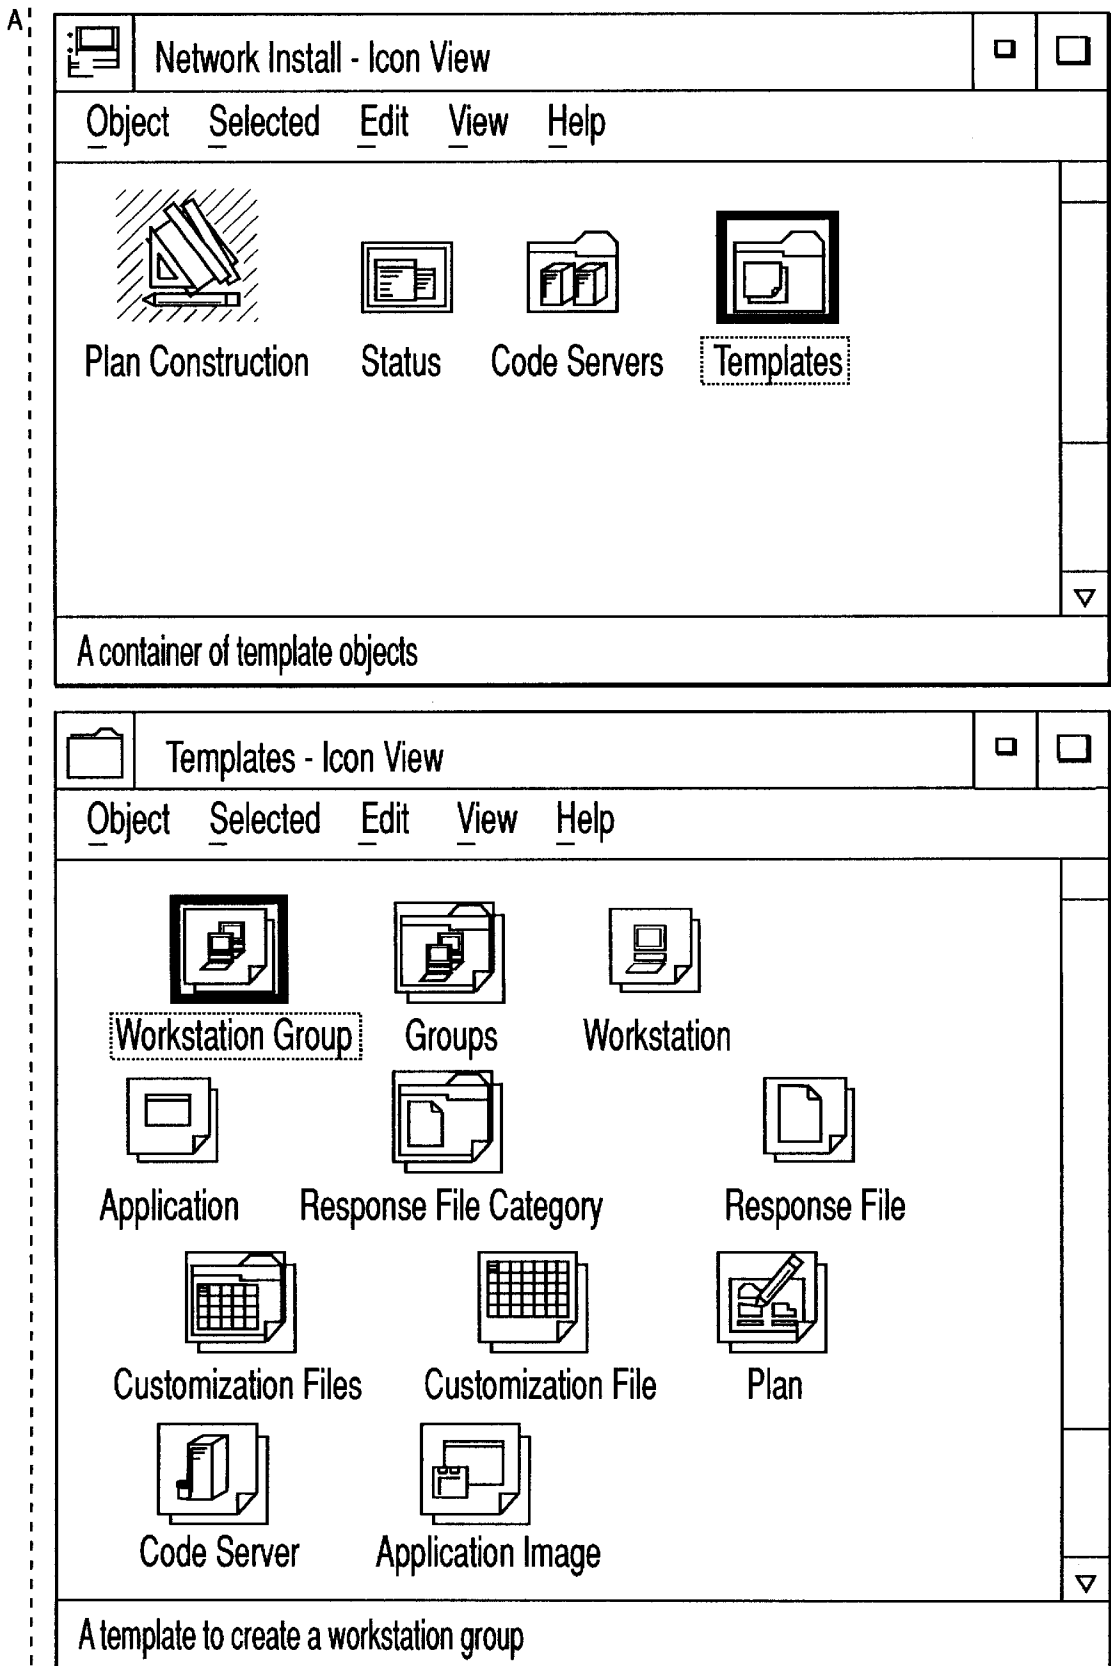 A
Network Install - Icon View
Object Selected Edit View Help
Plan Construction Status Code Servers Templates
A container of template objects
Templates - Icon View
Object Selected Edit View Help
Workstation Group Groups Workstation
Application Response File Category Response File
Customization Files Customization File Plan
Code Server Application Image
A template to create a workstation group